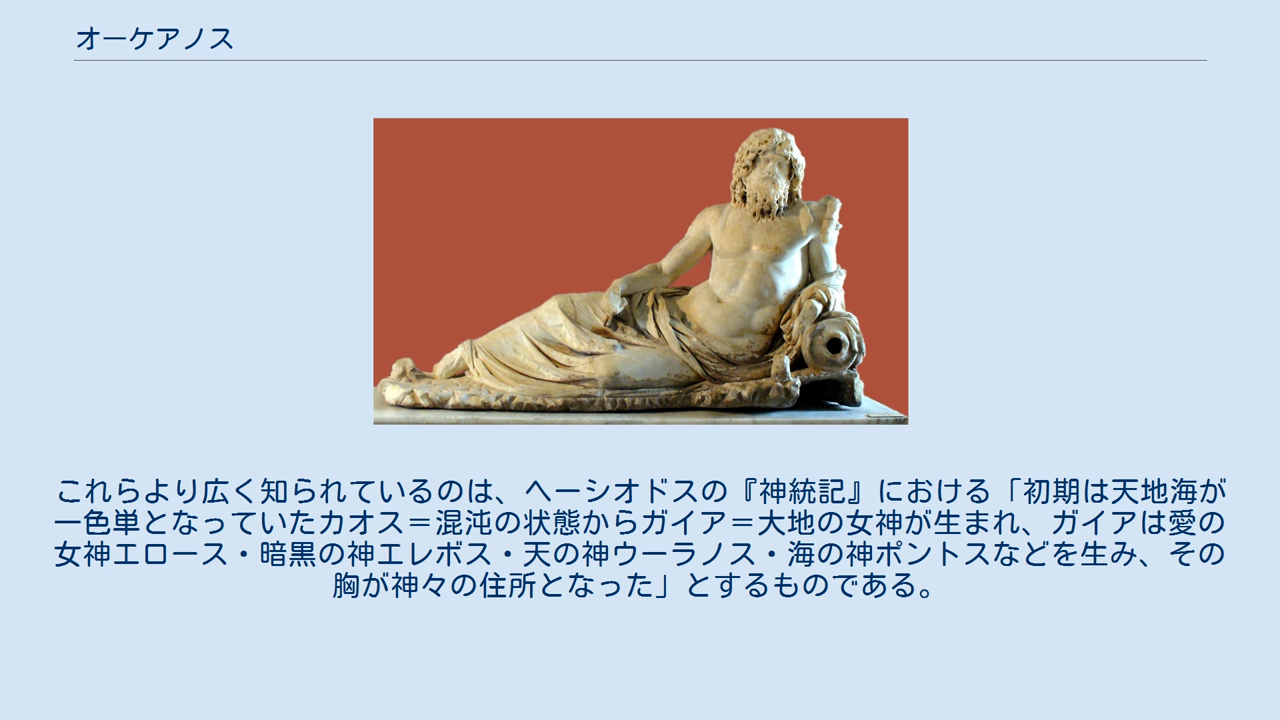 オーケアノス
これらより広く知られているのは、ヘーシオドスの『神統記』における「初期は天地海が
一色単となっていたカオス＝混沌の状態からガイア＝大地の女神が生まれ、ガイアは愛の
女神エロース・暗黒の神エレボス・天の神ウーラノス・海の神ポントスなどを生み、その
胸が神々の住所となった」とするものである。